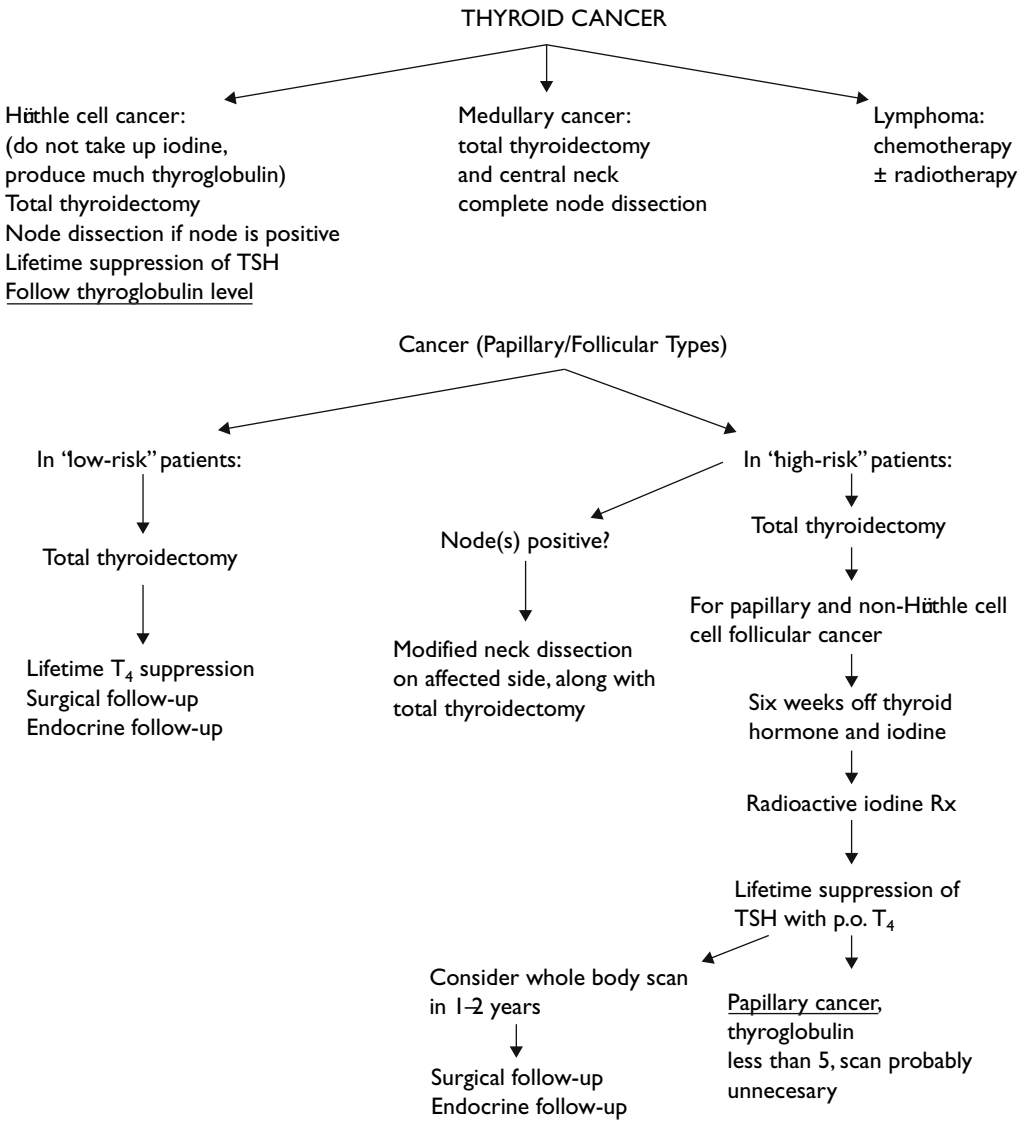 THYROID CANCER
Hürthle cell cancer:
(do not take up iodine,
produce much thyroglobulin)
Total thyroidectomy
Node dissection if node is positive
Lifetime suppression of TSH
Follow thyroglobulin level
Medullary cancer:
total thyroidectomy
and central neck
complete node dissection
Lymphoma:
chemotherapy
± radiotherapy
Cancer (Papillary/Follicular Types)
In “low-risk” patients:
Total thyroidectomy
Lifetime T₄ suppression
Surgical follow-up
Endocrine follow-up
Node(s) positive?
Modified neck dissection
on affected side, along with
total thyroidectomy
In “high-risk” patients:
Total thyroidectomy
For papillary and non-Hürthle cell
cell follicular cancer
Six weeks off thyroid
hormone and iodine
Radioactive iodine Rx
Lifetime suppression of
TSH with p.o. T₄
Consider whole body scan
in 1–2 years
Surgical follow-up
Endocrine follow-up
Papillary cancer,
thyroglobulin
less than 5, scan probably
unnecesary